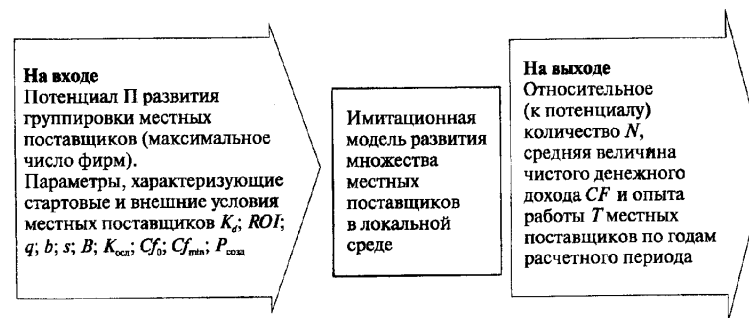 На входе
Потенциал П развития
группировки местных
поставщиков (максимальное
число фирм).
Параметры, характеризующие
стартовые и внешние условия
местных поставщиков K_d; ROI;
q; b; s; B; K_осл; Cf_0; Cf_min; P_созд
Имитационная
модель развития
множества
местных
поставщиков
в локальной
среде
На выходе
Относительное
(к потенциалу)
количество N,
средняя величина
чистого денежного
дохода CF и опыта
работы T местных
поставщиков по годам
расчетного периода